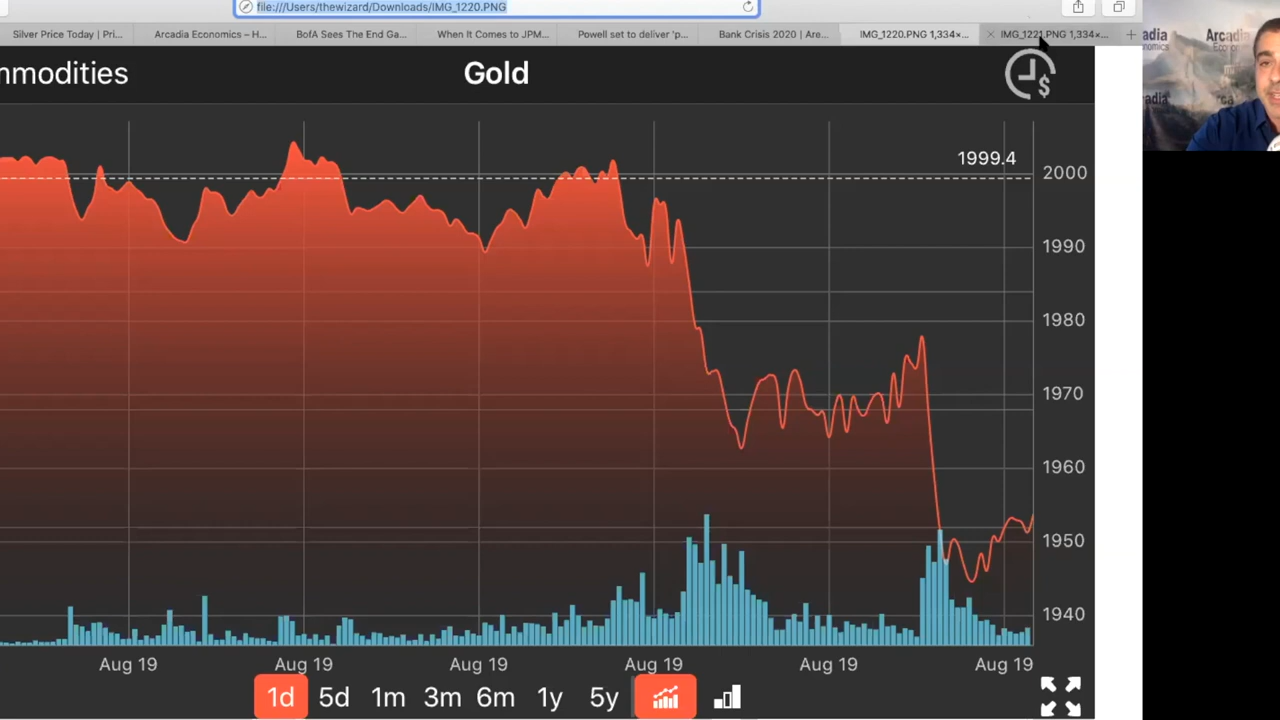 file:///Users/thewizard/Downloads/IMG_1220.PNG
Silver Price Today | Pri...
Arcadia Economics – H...
BofA Sees The End Ga...
When It Comes to JPM...
Powell set to deliver 'p...
Bank Crisis 2020 | Are...
IMG_1220.PNG 1,334×...
IMG_1221.PNG 1,334×...
mmodities
Gold
$
1999.4
2000
1990
1980
1970
1960
1950
1940
Aug 19
Aug 19
Aug 19
Aug 19
Aug 19
Aug 19
1d
5d
1m
3m
6m
1y
5y
Arcad